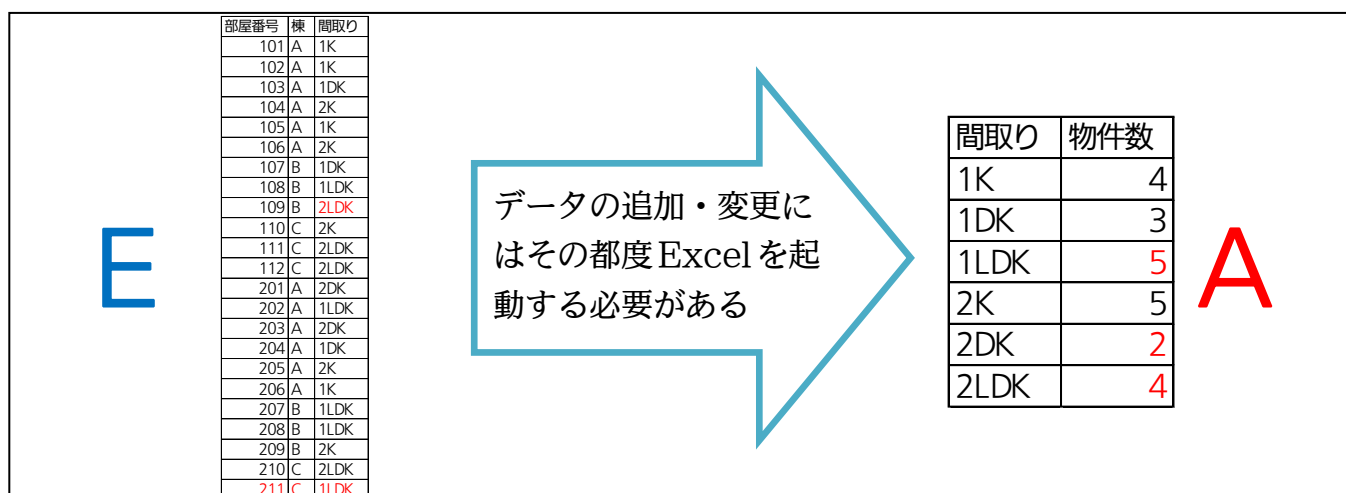 部屋番号 棟 間取り
101 A 1K
102 A 1K
103 A 1DK
104 A 2K
105 A 1K
106 A 2K
107 B 1DK
108 B 1LDK
109 B 2LDK
110 C 2K
111 C 2LDK
112 C 2LDK
201 A 2DK
202 A 1LDK
203 A 2DK
204 A 1DK
205 A 2K
206 A 1K
207 B 1LDK
208 B 1LDK
209 B 2K
210 C 2LDK
211 C 1LDK
E
データの追加・変更に
はその都度Excelを起
動する必要がある
間取り 物件数
1K 4
1DK 3
1LDK 5
2K 5
2DK 2
2LDK 4
A